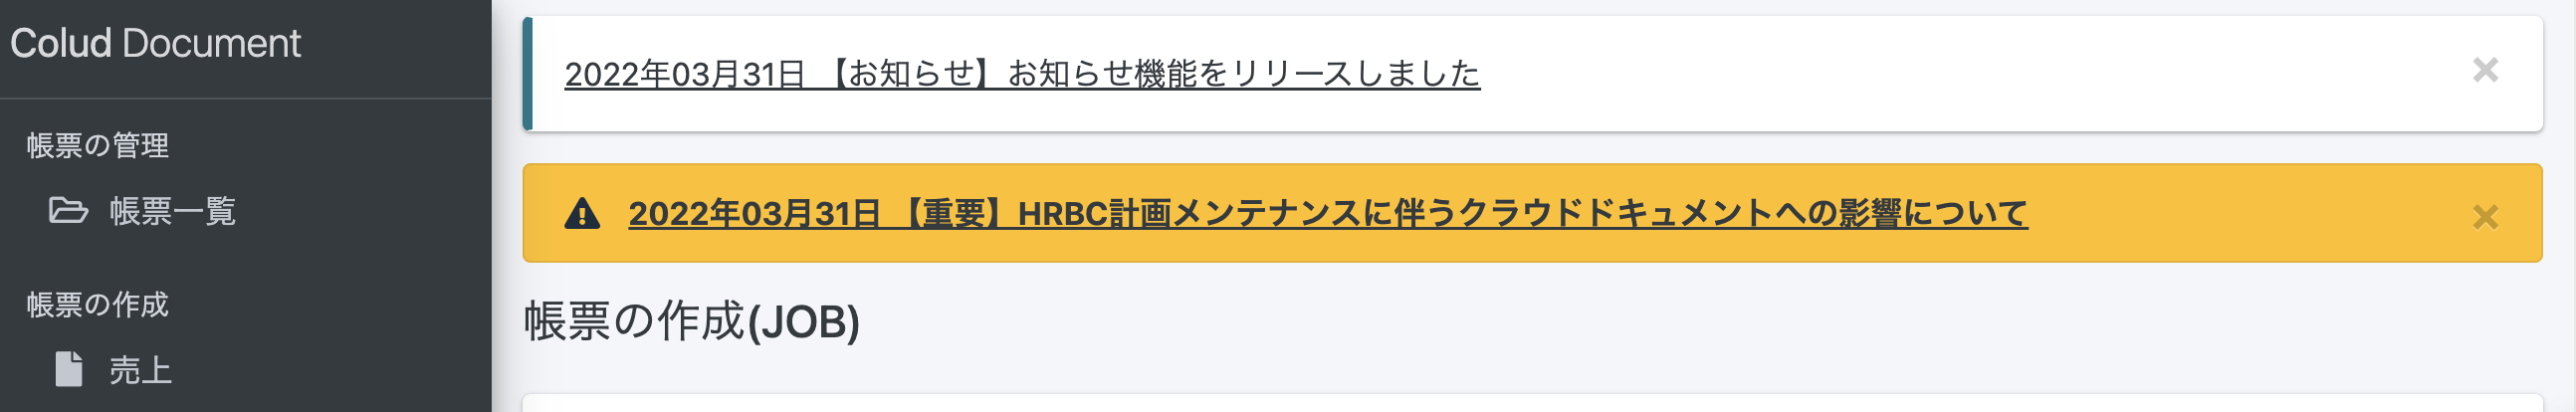 Colud Document
帳票の管理
帳票一覧
帳票の作成
売上
2022年03月31日 【お知らせ】お知らせ機能をリリースしました
2022年03月31日 【重要】HRBC計画メンテナンスに伴うクラウドドキュメントへの影響について
帳票の作成(JOB)